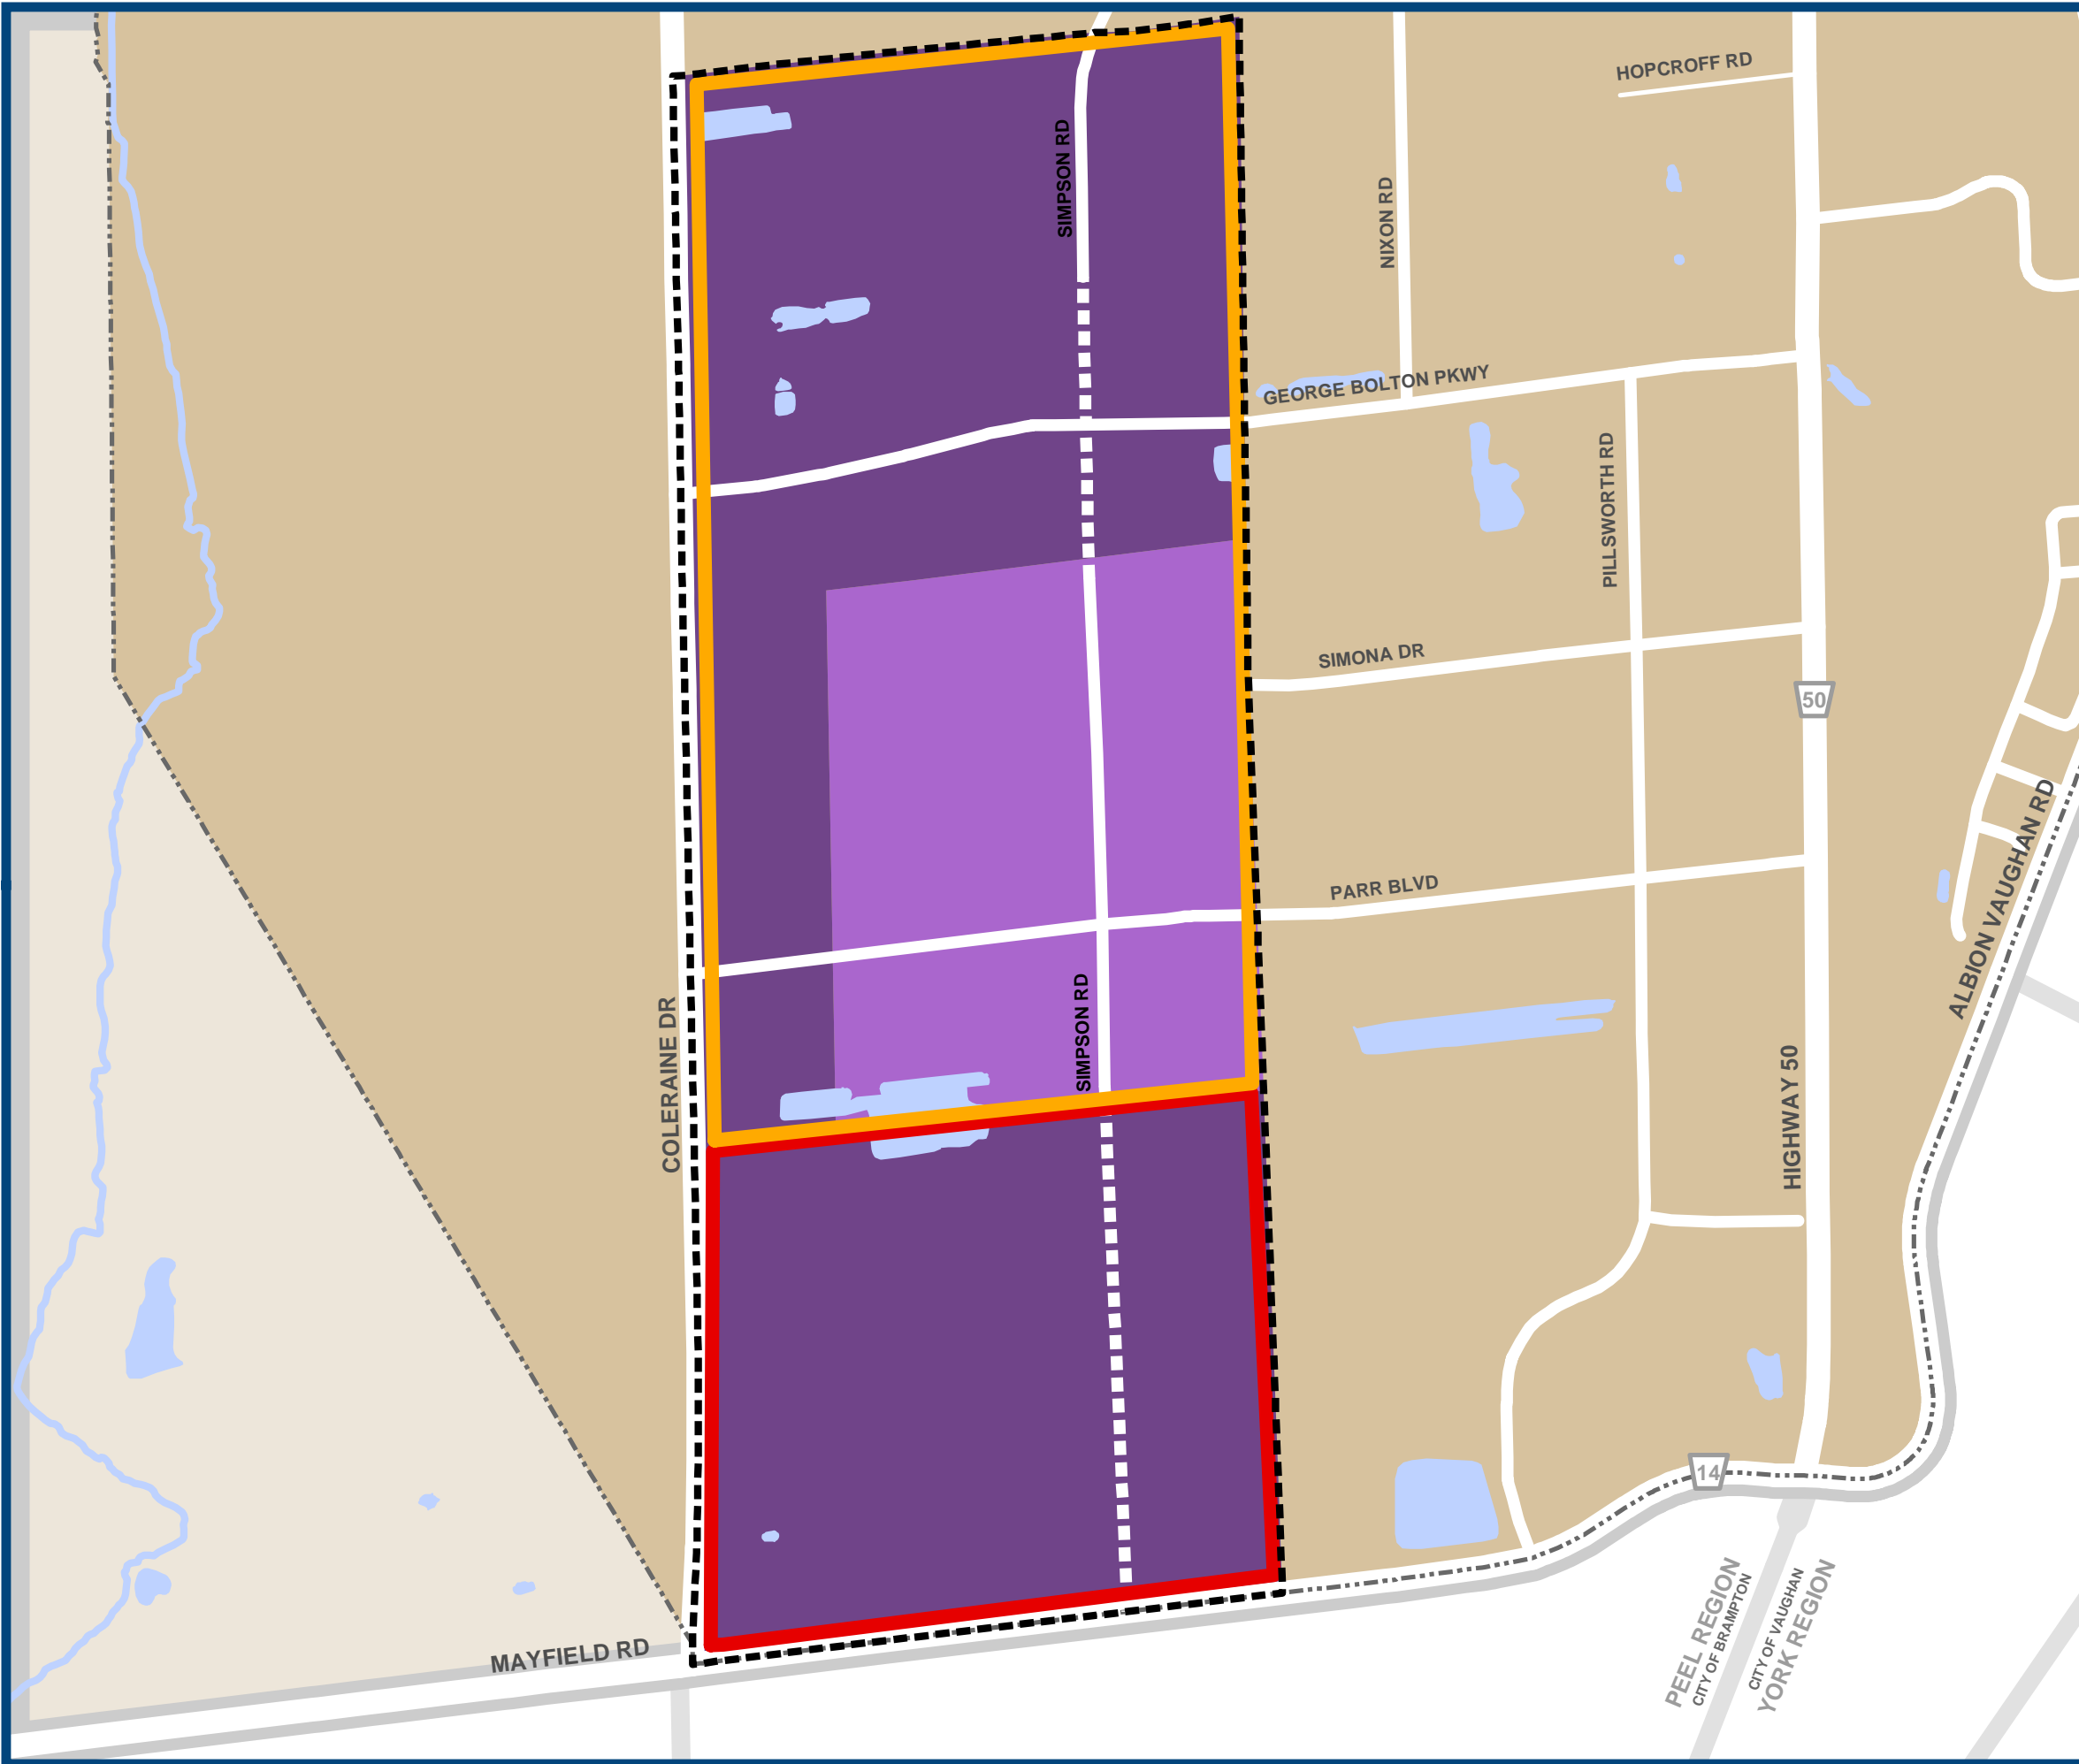 HOPCROFF RD
SIMPSON RD
NIXON RD
GEORGE BOLTON PKWY
PILLSWORTH RD
SIMONA DR
50
ALBION VAUGHAN RD
PARR BLVD
COLERAINE DR
SIMPSON RD
HIGHWAY 50
14
MAYFIELD RD
PEEL REGION
CITY OF BRAMPTON
CITY OF VAUGHAN
YORK REGION